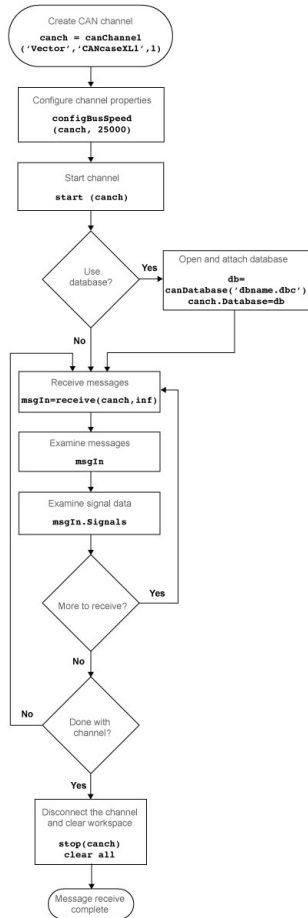 Create CAN channel
canch = canChannel
('Vector','CANcaseXL1',1)
Configure channel properties
configBusSpeed
(canch, 25000)
Start channel
start (canch)
Use
database?
Yes
Open and attach database
db=
canDatabase('dbname.dbc')
canch.Database=db
No
Receive messages
msgIn=receive(canch,inf)
Examine messages
msgIn
Examine signal data
msgIn.Signals
More to receive?
Yes
No
Done with
channel?
No
Yes
Disconnect the channel
and clear workspace
stop(canch)
clear all
Message receive
complete